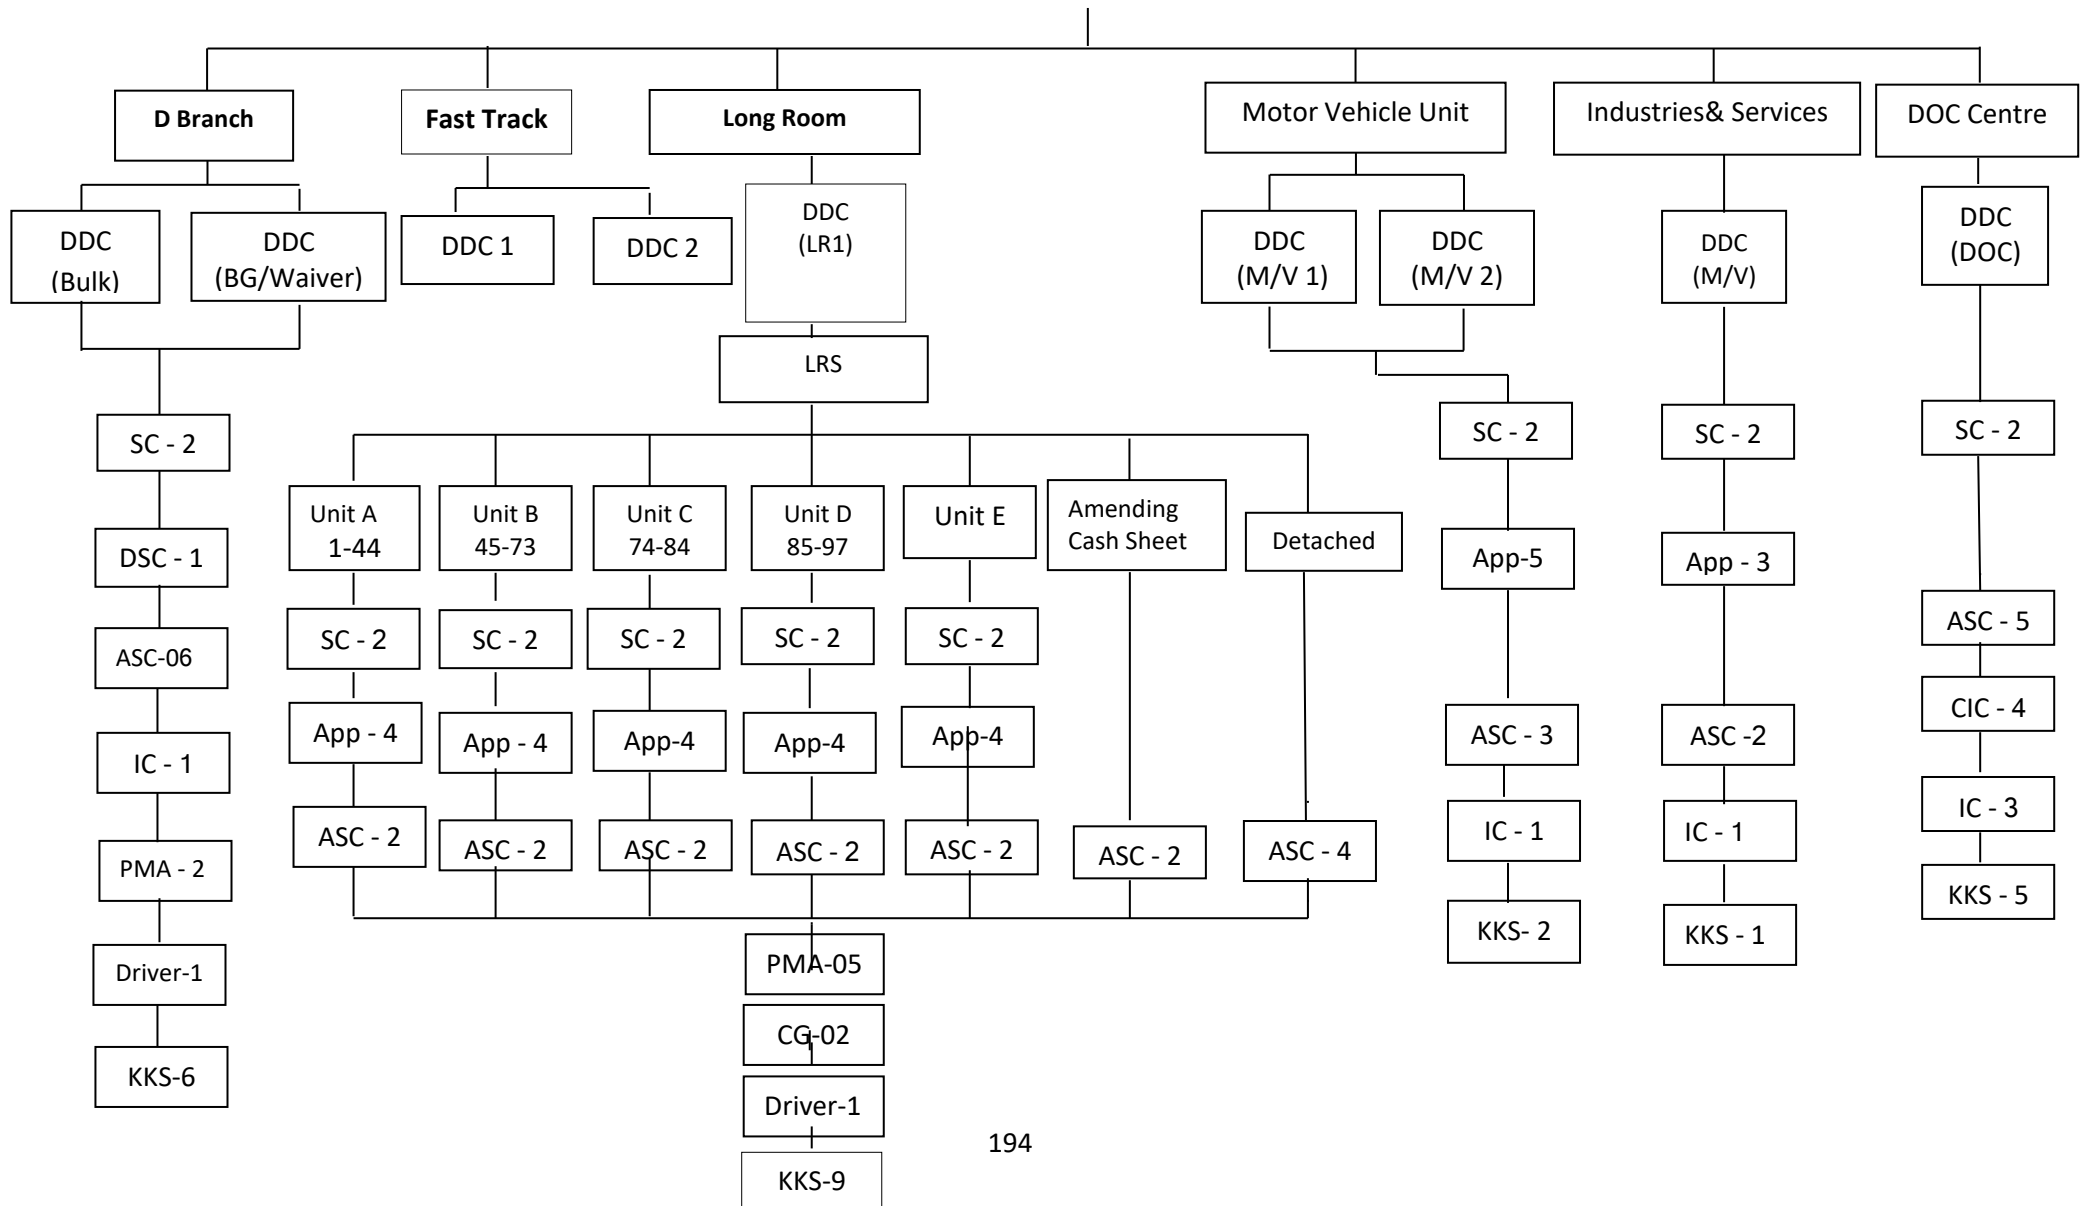 D Branch
Fast Track
Long Room
Motor Vehicle Unit
Industries& Services
DOC Centre
DDC
(Bulk)
DDC
(BG/Waiver)
DDC 1
DDC 2
DDC
(LR1)
DDC
(M/V 1)
DDC
(M/V 2)
DDC
(M/V)
DDC
(DOC)
LRS
SC - 2
DSC - 1
ASC-06
IC - 1
PMA - 2
Driver-1
KKS-6
Unit A
1-44
SC - 2
App - 4
ASC - 2
Unit B
45-73
SC - 2
App - 4
ASC - 2
Unit C
74-84
SC - 2
App-4
ASC - 2
Unit D
85-97
SC - 2
App-4
ASC - 2
Unit E
SC - 2
App-4
ASC - 2
Amending
Cash Sheet
ASC - 2
Detached
ASC - 4
PMA-05
CG-02
Driver-1
KKS-9
SC - 2
App-5
ASC - 3
IC - 1
KKS- 2
SC - 2
App - 3
ASC -2
IC - 1
KKS - 1
SC - 2
ASC - 5
CIC - 4
IC - 3
KKS - 5
194